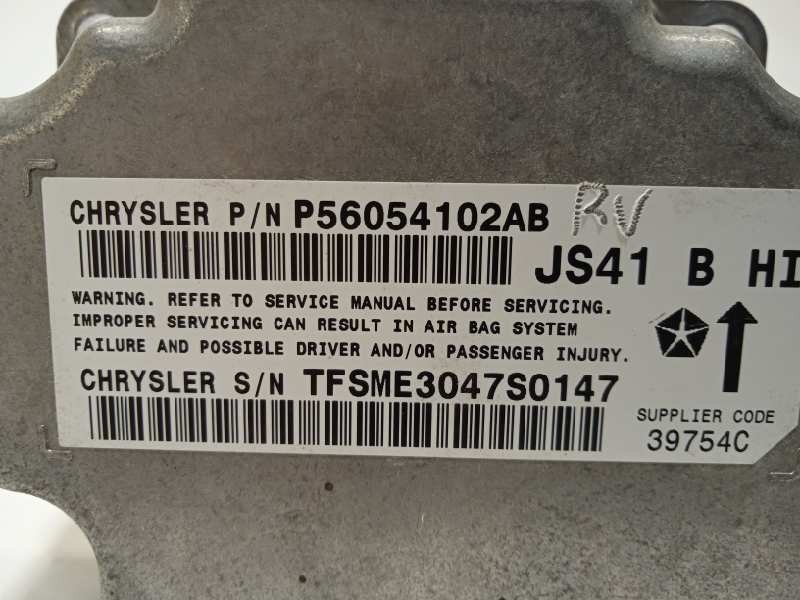 CHRYSLER P/N P56054102AB RV
JS41 B HI
WARNING. REFER TO SERVICE MANUAL BEFORE SERVICING.
IMPROPER SERVICING CAN RESULT IN AIR BAG SYSTEM
FAILURE AND POSSIBLE DRIVER AND/OR PASSENGER INJURY.
CHRYSLER S/N TFSME3047S0147
SUPPLIER CODE
39754C